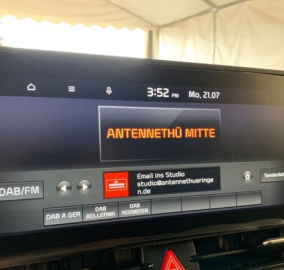 3:52 PM Mo, 21.07
ANTENNETHÜ MITTE
DAB/FM
Email ins Studio
studio@antennethueringe
n.de
DAB A GER
DAB
BOLLERWA
DAB